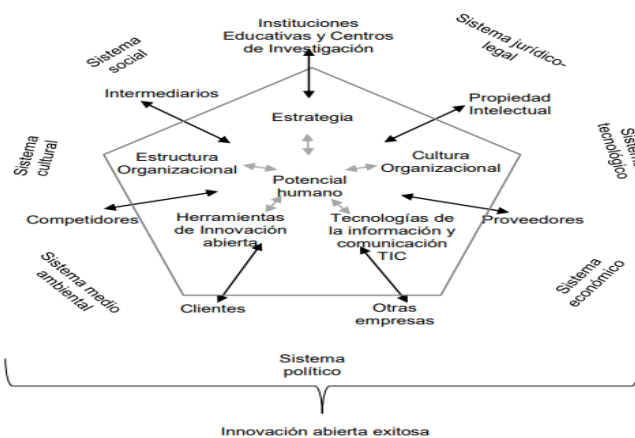 Instituciones
Educativas y Centros
de Investigación
Sistema
social
Sistema jurídico-
legal
Intermediarios
Propiedad
Intelectual
Estrategia
Sistema
cultural
Sistema
tecnológico
Estructura
Organizacional
Cultura
Organizacional
Potencial
humano
Competidores
Herramientas
de Innovación
abierta
Tecnologías de
la información y
comunicación
TIC
Proveedores
Sistema medio
ambiental
Sistema
económico
Clientes
Otras
empresas
Sistema
político
Innovación abierta exitosa